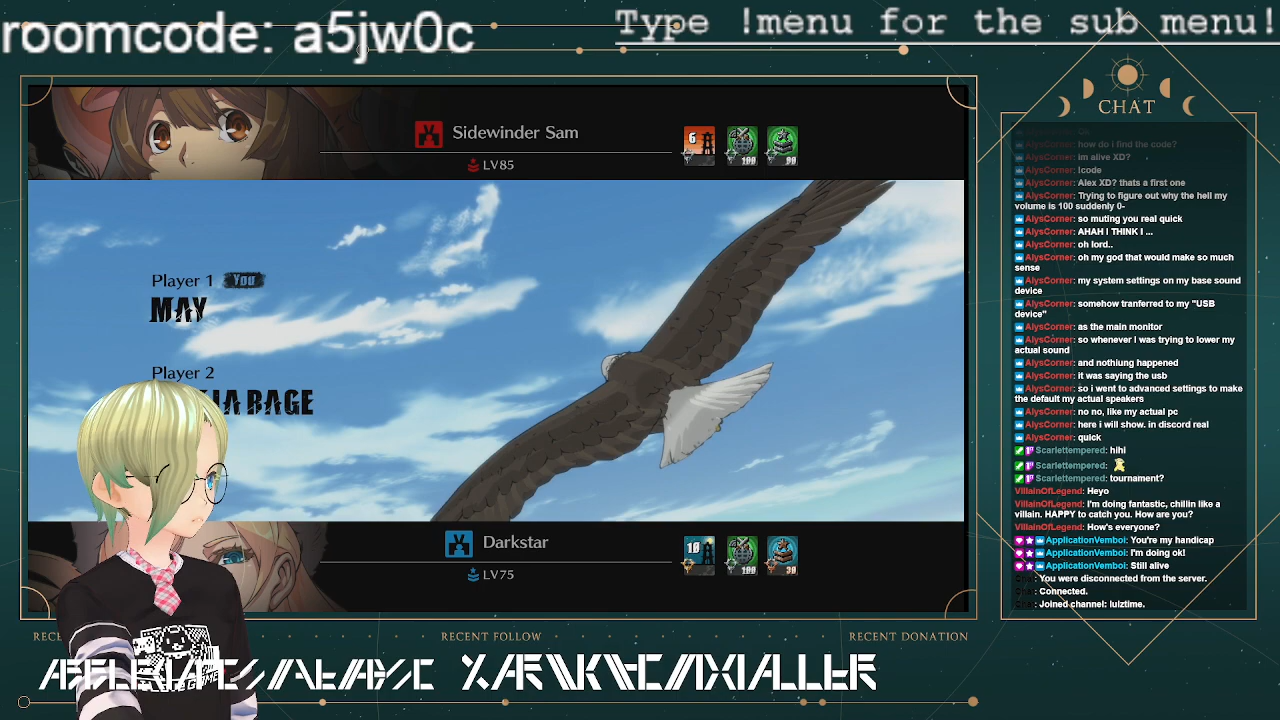 roomcode: a5jw0c
Type !menu for the sub menu!
CHAT
Sidewinder Sam
LV85
6
100
90
Player 1 You
MAY
Player 2
IA RAGE
Darkstar
LV75
10
100
30
how do i find the code?
AlysCorner: im alive XD?
AlysCorner: !code
AlysCorner: Alex XD? thats a first one
AlysCorner: Trying to figure out why the hell my
volume is 100 suddenly 0-
AlysCorner: so muting you real quick
AlysCorner: AHAH I THINK I ...
AlysCorner: oh lord..
AlysCorner: oh my god that would make so much
sense
AlysCorner: my system settings on my base sound
device
AlysCorner: somehow tranferred to my "USB
device"
AlysCorner: as the main monitor
AlysCorner: so whenever I was trying to lower my
actual sound
AlysCorner: and nothiung happened
AlysCorner: it was saying the usb
AlysCorner: so i went to advanced settings to make
the default my actual speakers
AlysCorner: no no, like my actual pc
AlysCorner: here i will show. in discord real
AlysCorner: quick
Scarlettempered: hihi
Scarlettempered:
Scarlettempered: tournament?
VillainOfLegend: Heyo
VillainOfLegend: I'm doing fantastic, chillin like a
villain. HAPPY to catch you. How are you?
VillainOfLegend: How's everyone?
ApplicationVemboi: You're my handicap
ApplicationVemboi: I'm doing ok!
ApplicationVemboi: Still alive
You were disconnected from the server.
Connected.
Joined channel: lulztime.
RECENT FOLLOW
RECENT DONATION